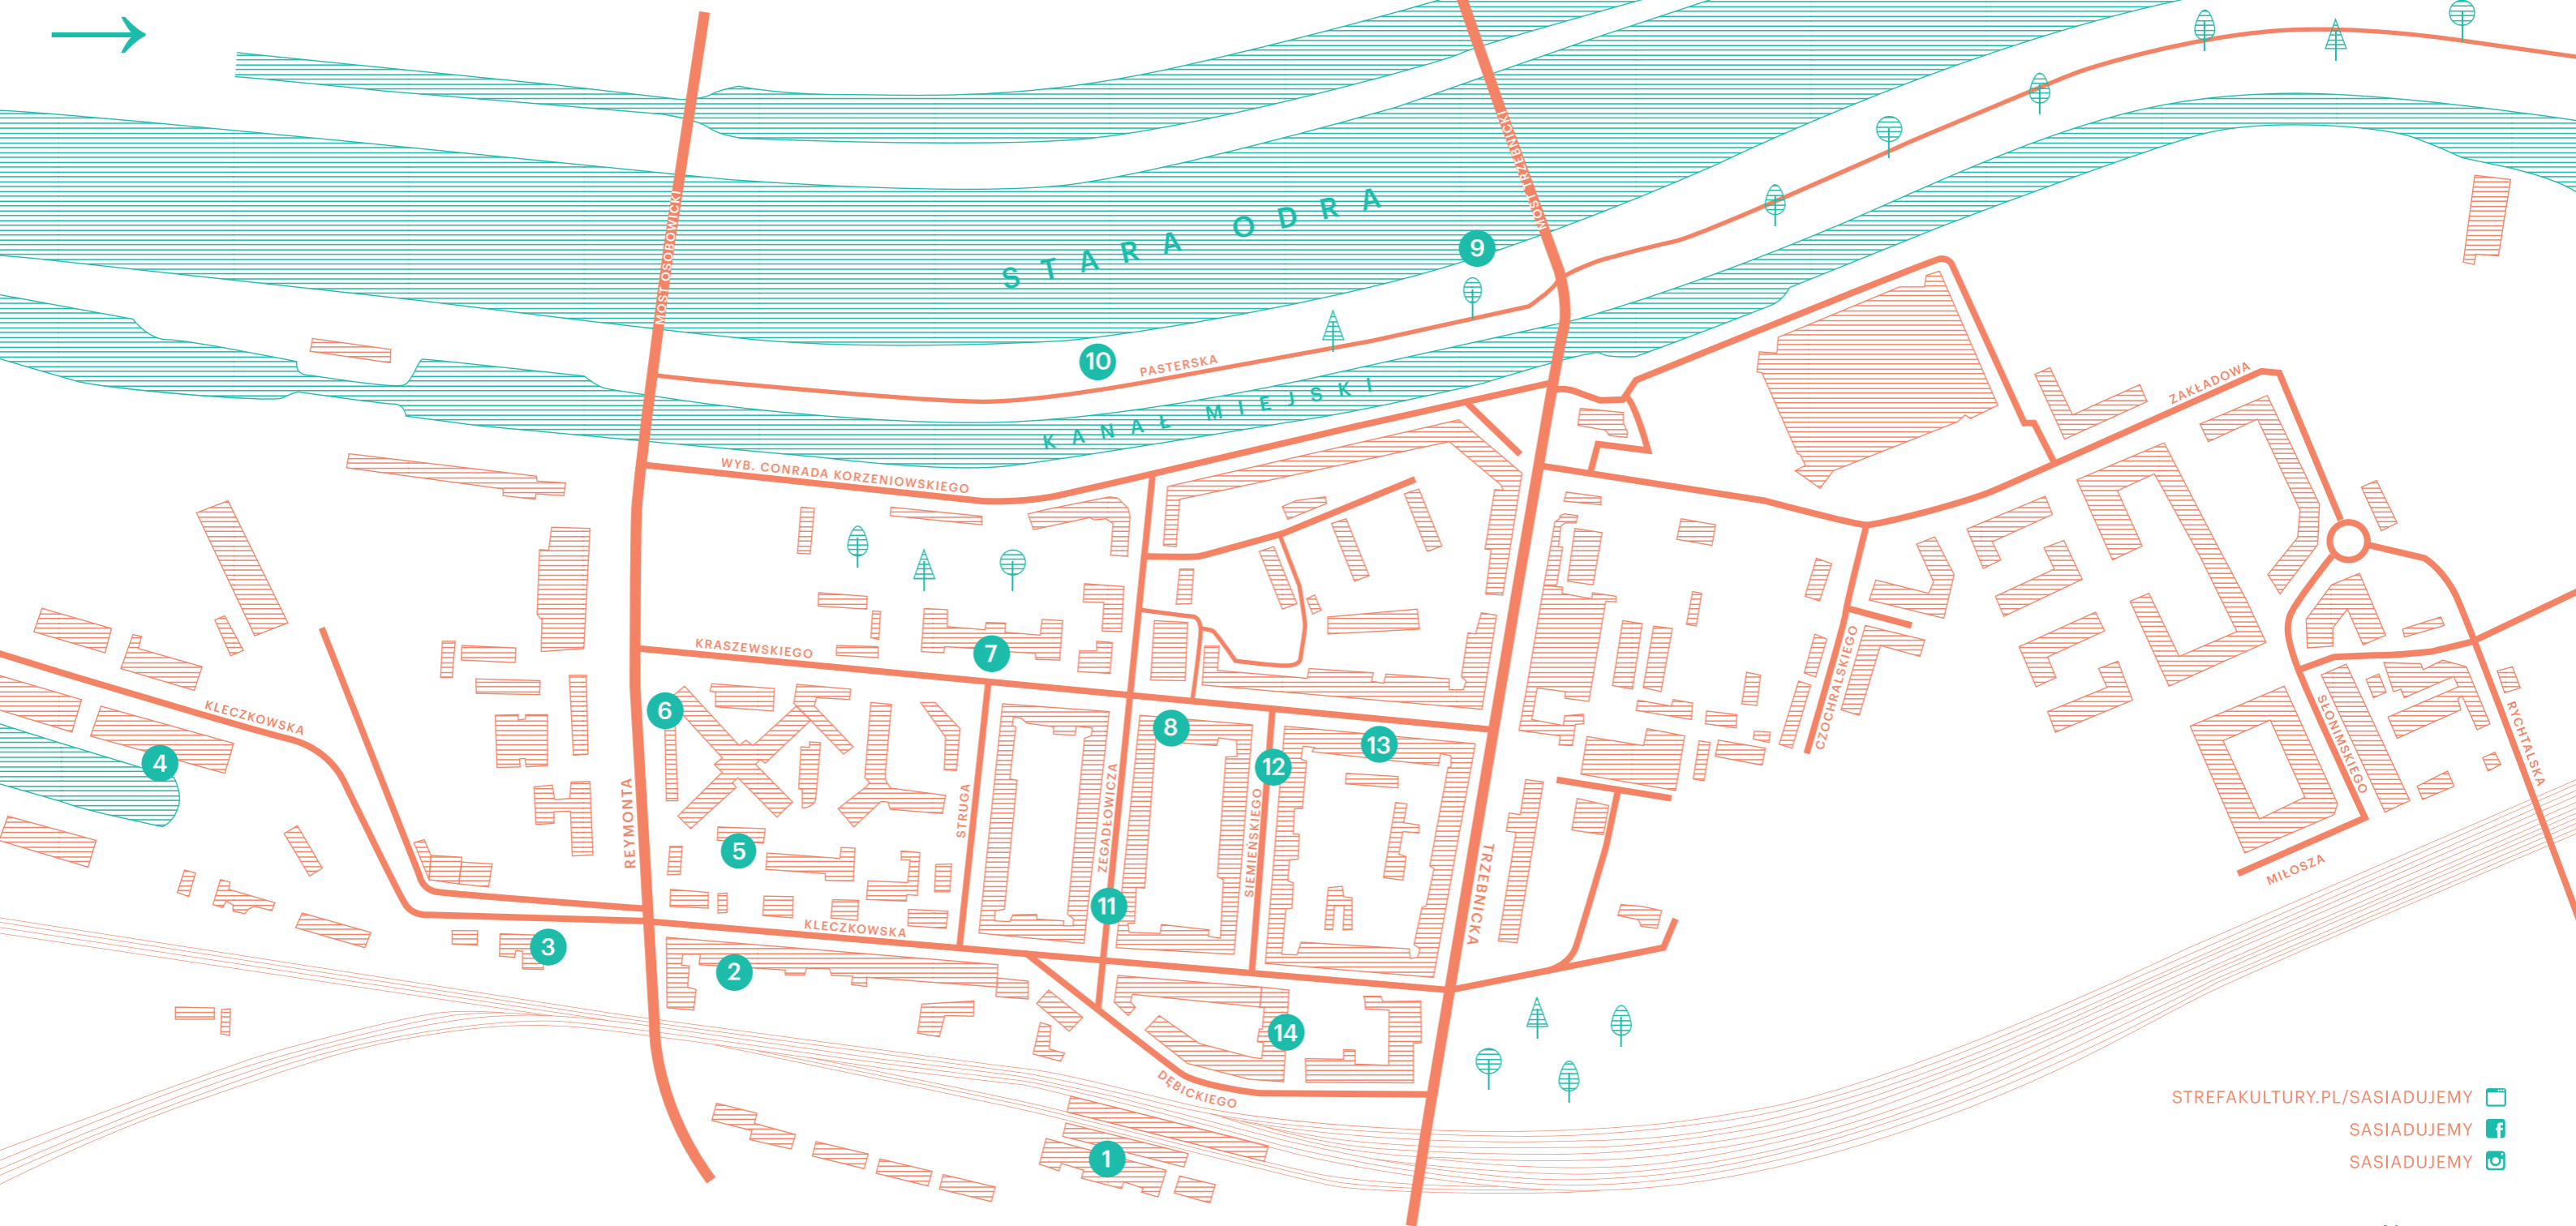 MOST OSOBOWICKI
MOST TRZEBNICKI
STARA ODRA
9
10
PASTERSKA
KANAŁ MIEJSKI
ZAKŁADOWA
WYB. CONRADA KORZENIOWSKIEGO
KRASZEWSKIEGO
7
6
KLECZKOWSKA
4
8
13
12
CZOCHRALSKIEGO
SŁONIMSKIEGO
RYCHTALSKA
REYMONTA
5
STRUGA
ZEGADŁOWICZA
SIEMIEŃSKIEGO
TRZEBNICKA
MIŁOSZA
11
KLECZKOWSKA
3
2
14
DĘBICKIEGO
1
STREFAKULTURY.PL/SASIADUJEMY
SASIADUJEMY
SASIADUJEMY